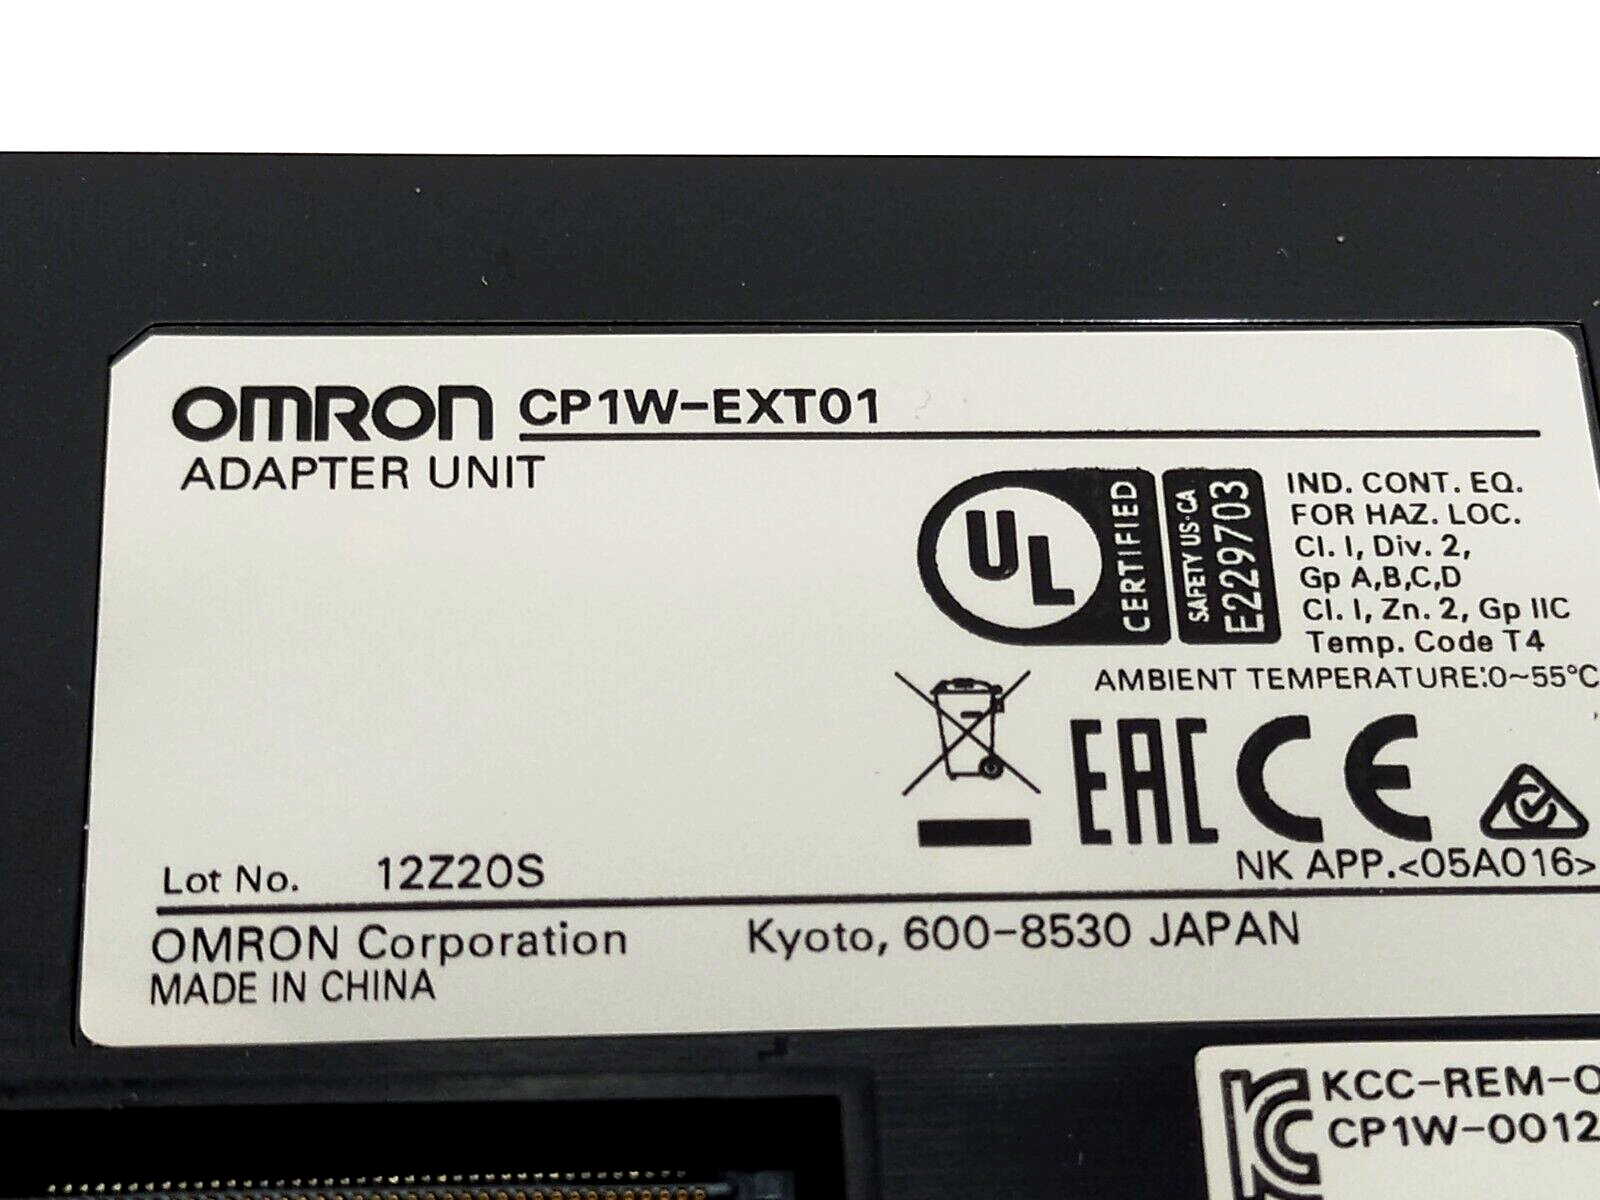 OMRON CP1W-EXT01
ADAPTER UNIT
UL CERTIFIED
SAFETY US·CA
E229703
IND. CONT. EQ.
FOR HAZ. LOC.
Cl. I, Div. 2,
Gp A,B,C,D
Cl. I, Zn. 2, Gp IIC
Temp. Code T4
AMBIENT TEMPERATURE:0~55°C
EAC CE
NK APP.<05A016>
Lot No. 12Z20S
OMRON Corporation Kyoto, 600-8530 JAPAN
MADE IN CHINA
KCC-REM-O
CP1W-0012